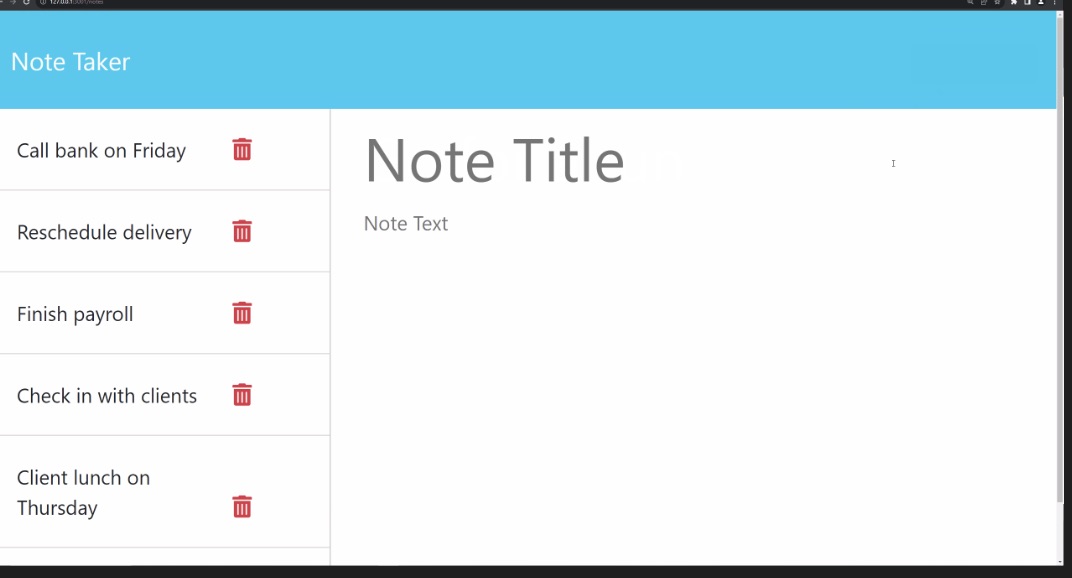 Note Taker
Call bank on Friday
Reschedule delivery
Finish payroll
Check in with clients
Client lunch on
Thursday
Note Title
Note Text